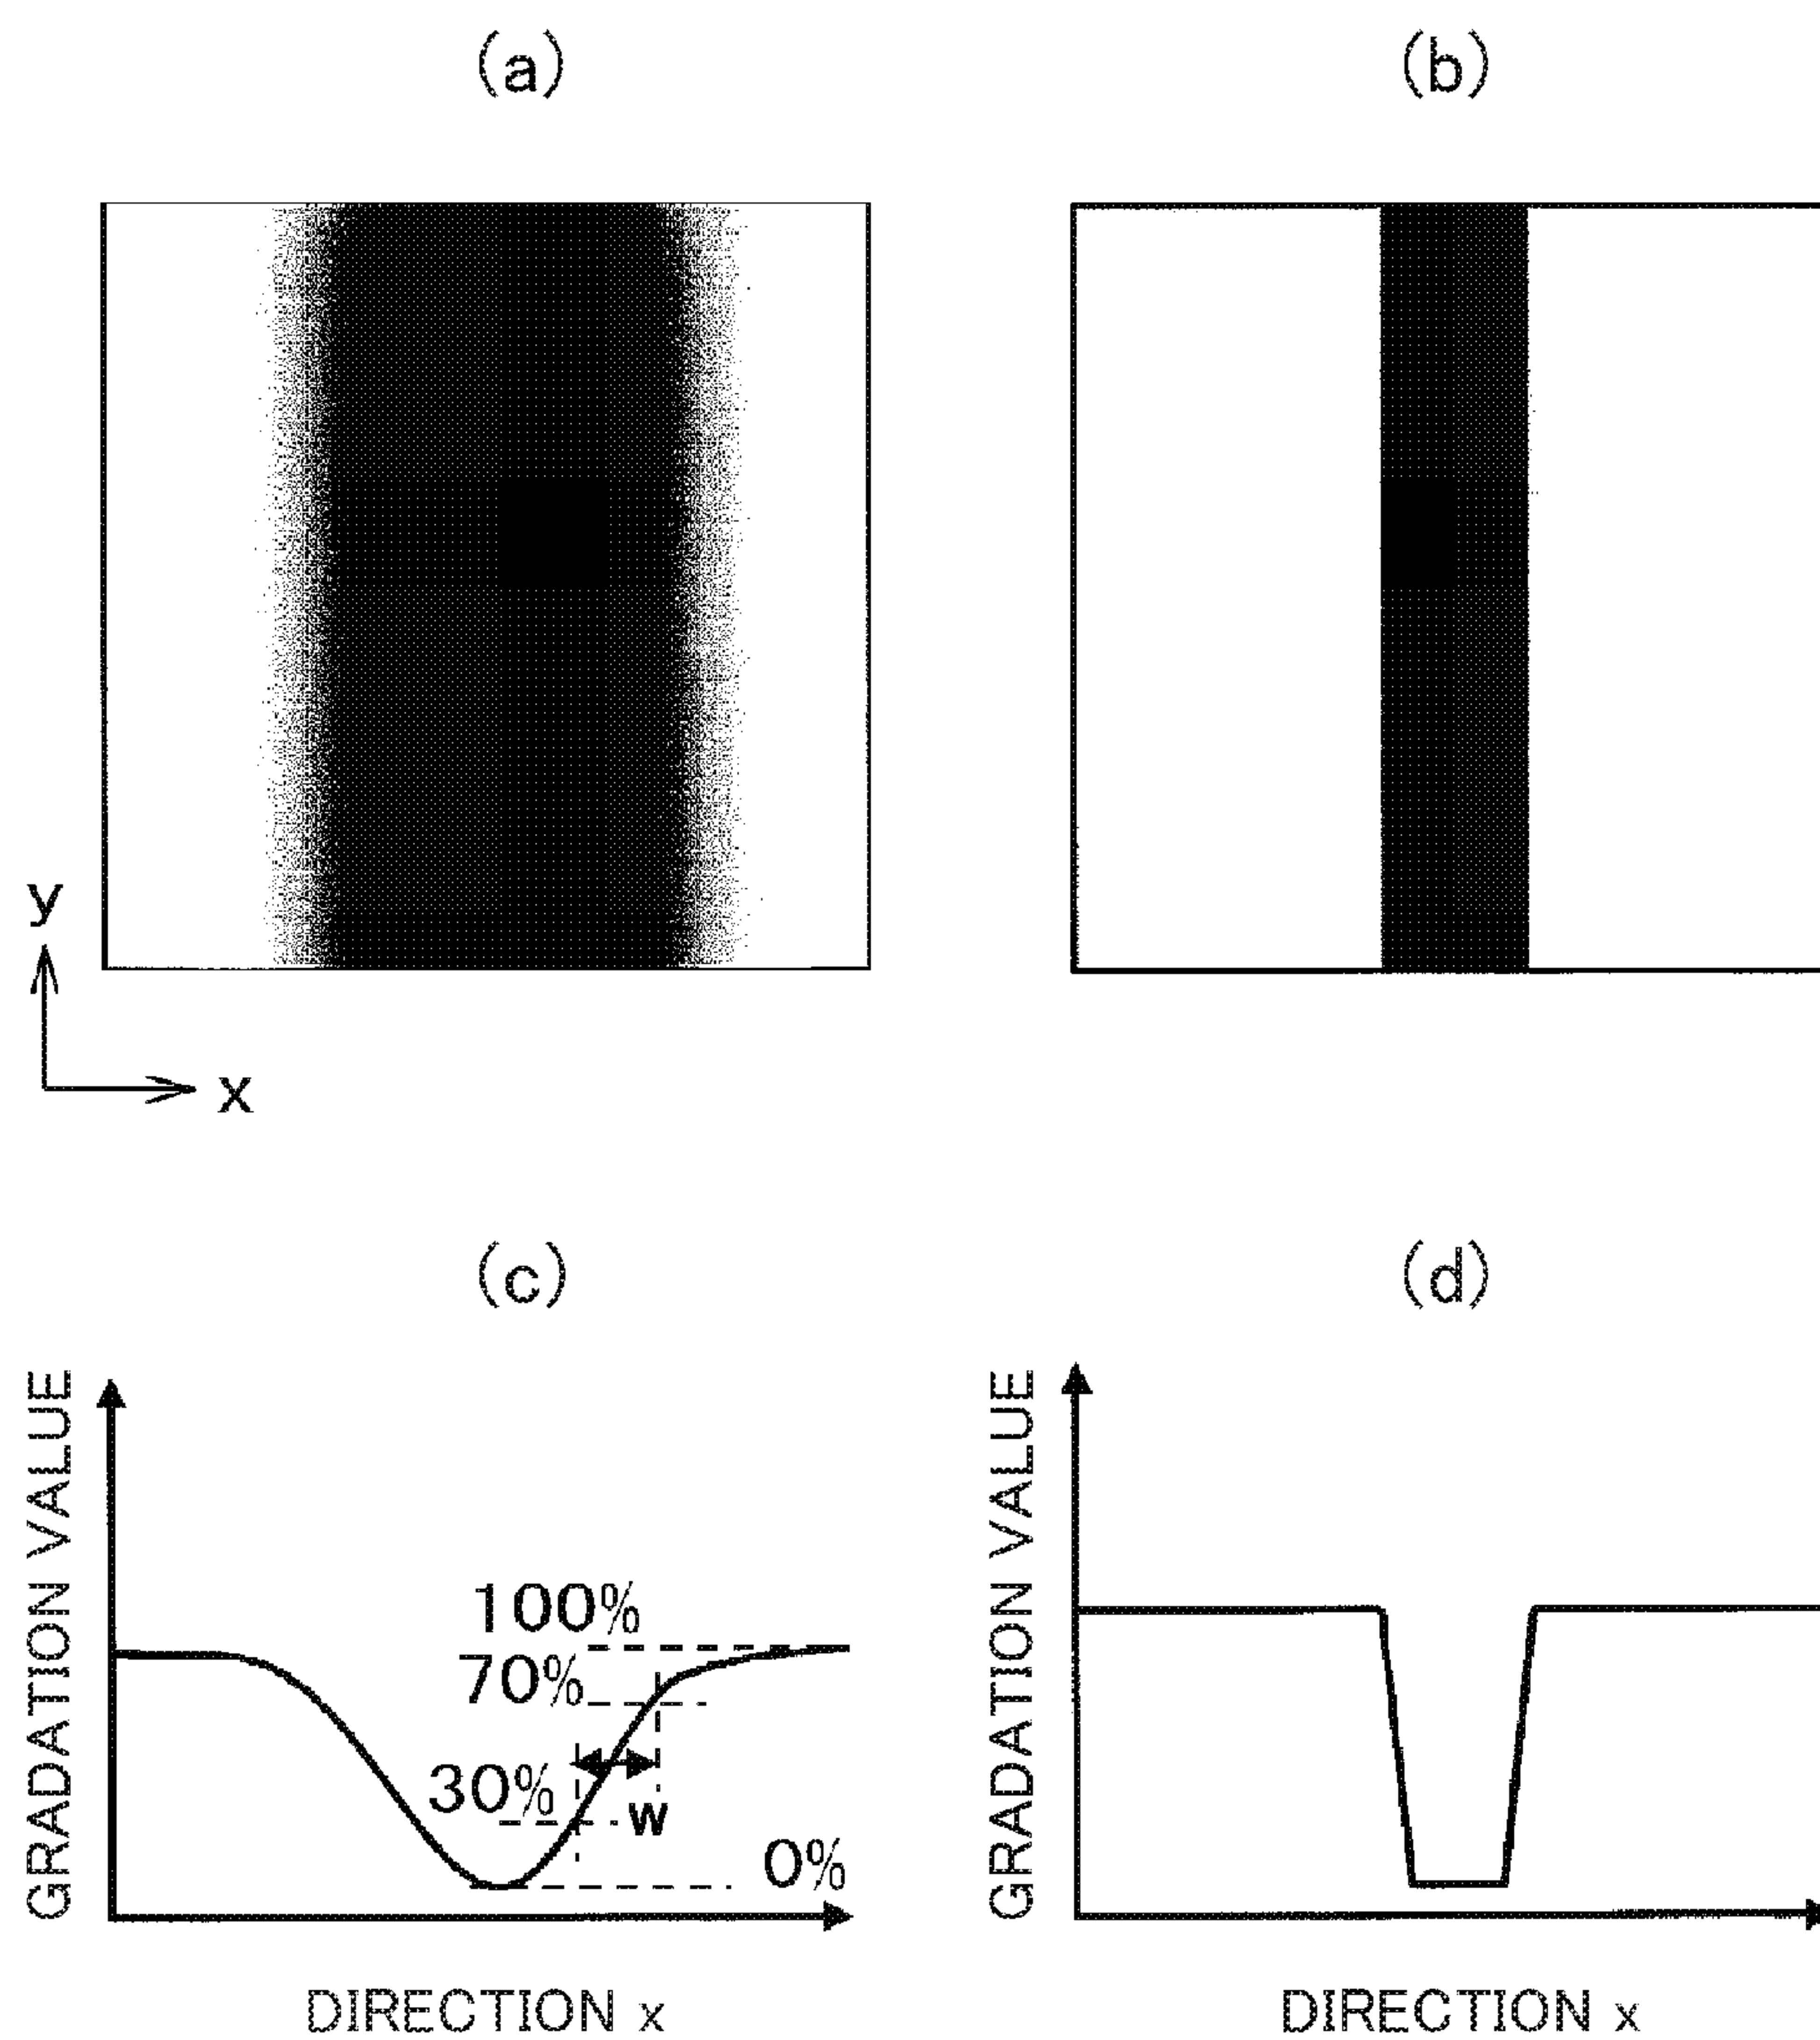 (a)
(b)
y
x
(c)
(d)
GRADATION VALUE
100%
70%
30%
w
0%
DIRECTION x
GRADATION VALUE
DIRECTION x